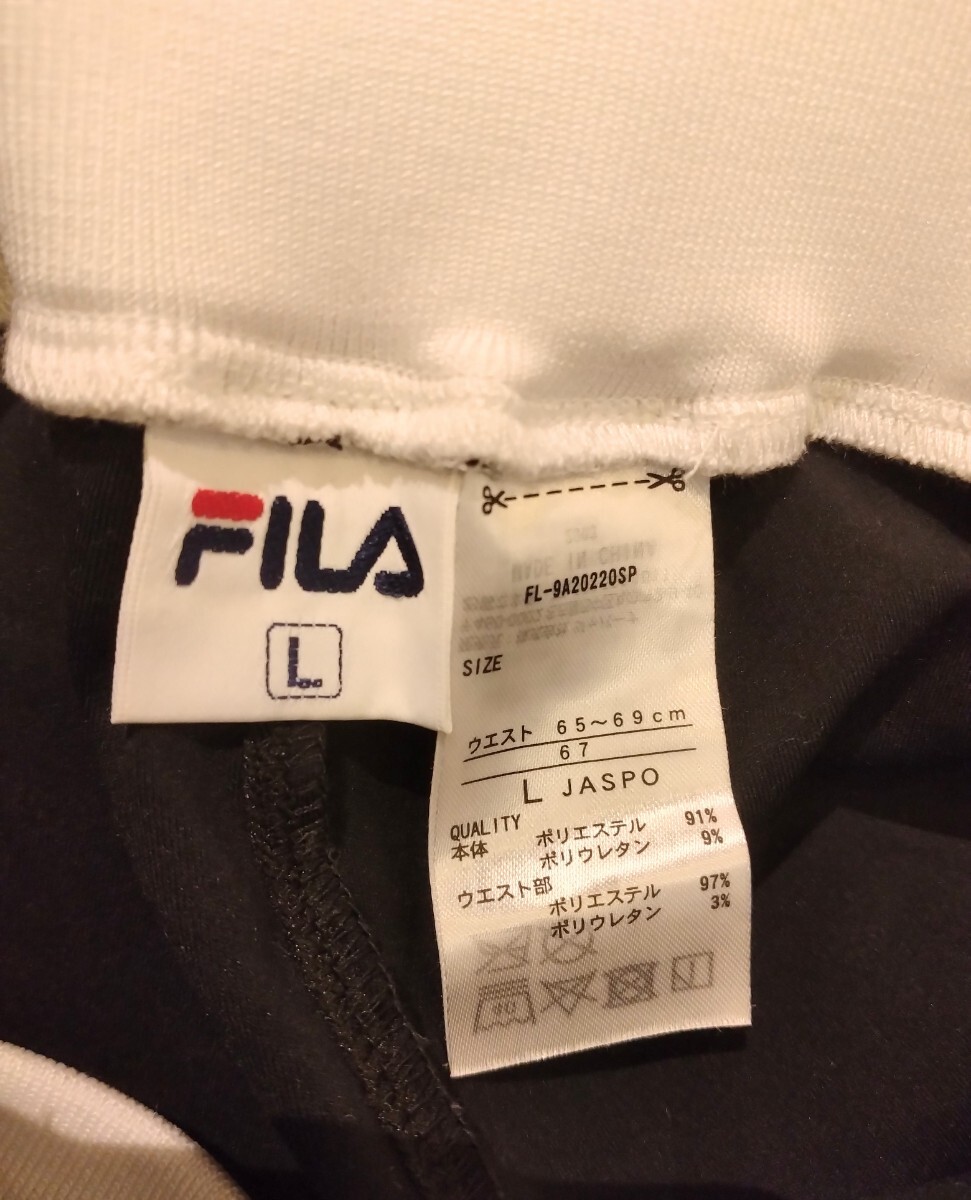 FILA
L
FL-9A20220SP
SIZE
ウエスト 65～69cm
67
L JASPO
QUALITY
本体 ポリエステル 91%
ポリウレタン 9%
ウエスト部
ポリエステル 97%
ポリウレタン 3%
MADE IN CHINA